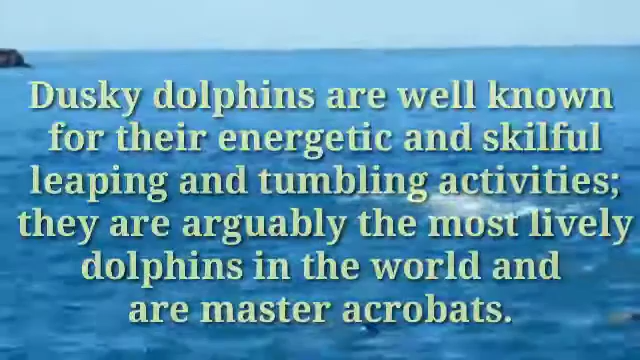 Dusky dolphins are well known
for their energetic and skilful
leaping and tumbling activities;
they are arguably the most lively
dolphins in the world and
are master acrobats.